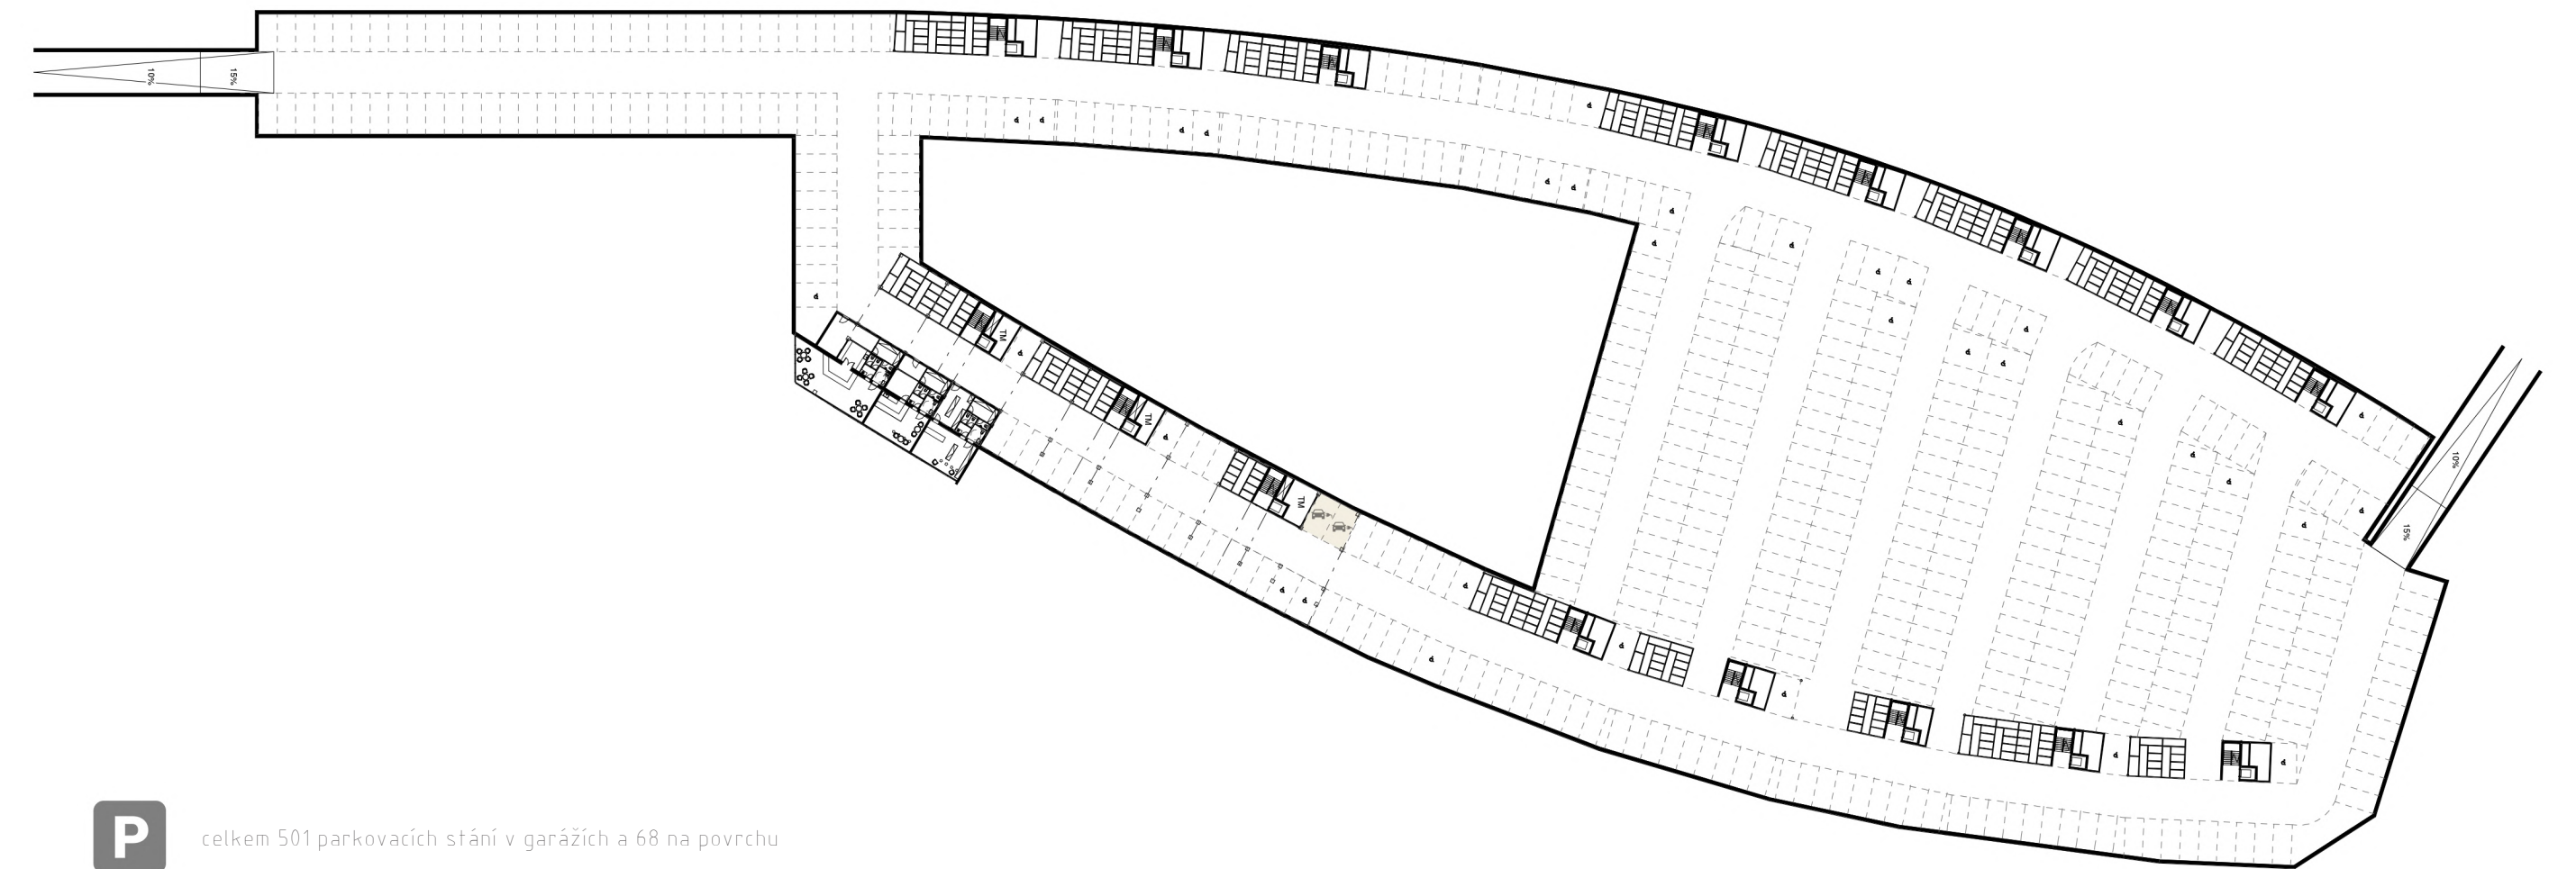 10%
15%
TM
TM
TM
10%
15%
P
celkem 501 parkovacích stání v garážích a 68 na povrchu